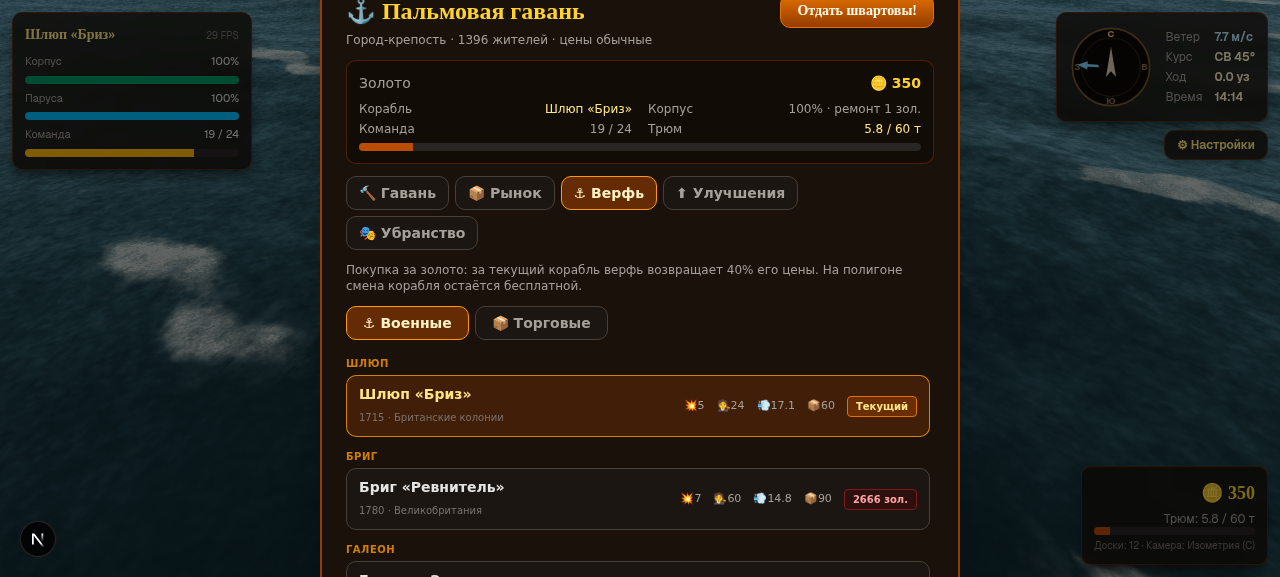 Шлюп «Бриз»
29 FPS
Корпус 100%
Паруса 100%
Команда 19 / 24
⚓ Пальмовая гавань
Отдать швартовы!
Город-крепость · 1396 жителей · цены обычные
Золото 🪙 350
Корабль Шлюп «Бриз» Корпус 100% · ремонт 1 зол.
Команда 19 / 24 Трюм 5.8 / 60 т
🔨 Гавань 📦 Рынок ⚓ Верфь ⬆ Улучшения
🎭 Убранство
Покупка за золото: за текущий корабль верфь возвращает 40% его цены. На полигоне
смена корабля остаётся бесплатной.
⚓ Военные 📦 Торговые
ШЛЮП
Шлюп «Бриз»
1715 · Британские колонии
💥5 24 💨17.1 📦60 Текущий
БРИГ
Бриг «Ревнитель»
1780 · Великобритания
💥7 60 💨14.8 📦90 2666 зол.
ГАЛЕОН
С
З В
Ю
Ветер 7.7 м/с
Курс СВ 45°
Ход 0.0 уз
Время 14:14
⚙ Настройки
🪙 350
Трюм: 5.8 / 60 т
Доски: 12 · Камера: Изометрия (C)
N